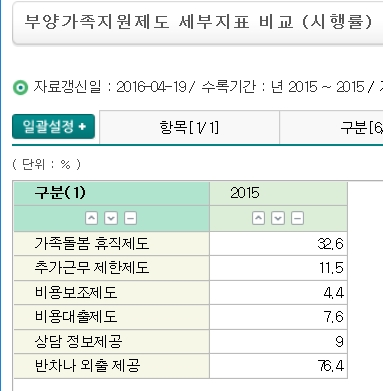 부양가족지원제도 세부지표 비교 (시행률)
자료갱신일 : 2016-04-19 / 수록기간 : 년 2015 ~ 2015 /
일괄설정 + 항목[1/1] 구분[6/
( 단위 : % )
구분(1) 2015
가족돌봄 휴직제도 32.6
추가근무 제한제도 11.5
비용보조제도 4.4
비용대출제도 7.6
상담 정보제공 9
반차나 외출 제공 76.4